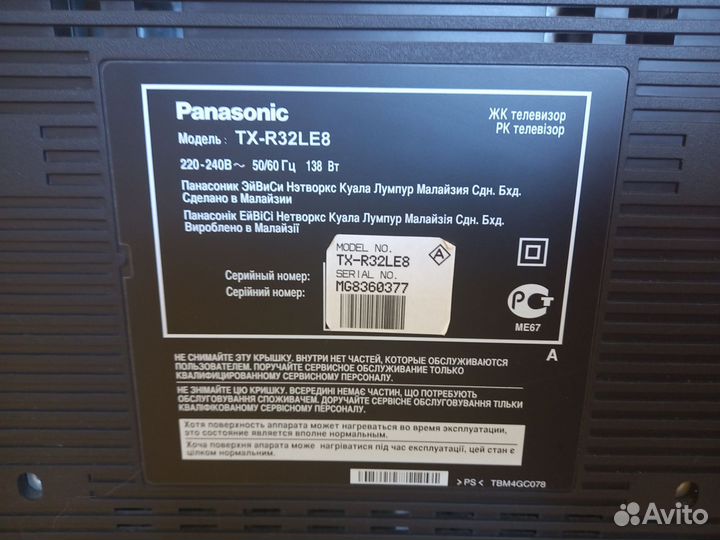 Panasonic
ЖК телевизор
РК телевізор
Модель: TX-R32LE8
220-240В~ 50/60 Гц 138 Вт
Панасоник ЭйВиСи Нэтворкс Куала Лумпур Малайзия Сдн. Бхд.
Сделано в Малайзии
Панасонік ЕйВіСі Нетворкс Куала Лумпур Малайзія Сдн. Бхд.
Вироблено в Малайзії
MODEL NO.
TX-R32LE8
SERIAL NO.
MG8360377
A
Серийный номер:
Серійний номер:
РСТ
ME67
A
НЕ СНИМАЙТЕ ЭТУ КРЫШКУ. ВНУТРИ НЕТ ЧАСТЕЙ, КОТОРЫЕ ОБСЛУЖИВАЮТСЯ
ПОЛЬЗОВАТЕЛЕМ. ПОРУЧАЙТЕ СЕРВИСНОЕ ОБСЛУЖИВАНИЕ ТОЛЬКО
КВАЛИФИЦИРОВАННОМУ СЕРВИСНОМУ ПЕРСОНАЛУ.
НЕ ЗНІМАЙТЕ ЦЮ КРИШКУ. ВСЕРЕДИНІ НЕМАЄ ЧАСТИН, ЩО ПОТРЕБУЮТЬ
ОБСЛУГОВУВАННЯ СПОЖИВАЧЕМ. ДОРУЧАЙТЕ СЕРВІСНЕ ОБСЛУГОВУВАННЯ ТІЛЬКИ
КВАЛІФІКОВАНОМУ СЕРВІСНОМУ ПЕРСОНАЛУ.
Хотя поверхность аппарата может нагреваться во время эксплуатации,
это состояние является вполне нормальным.
Хоча поверхня апарата може нагріватися під час експлуатації, цей стан є
цілком нормальним.
>PS< TBM4GC078
Avito